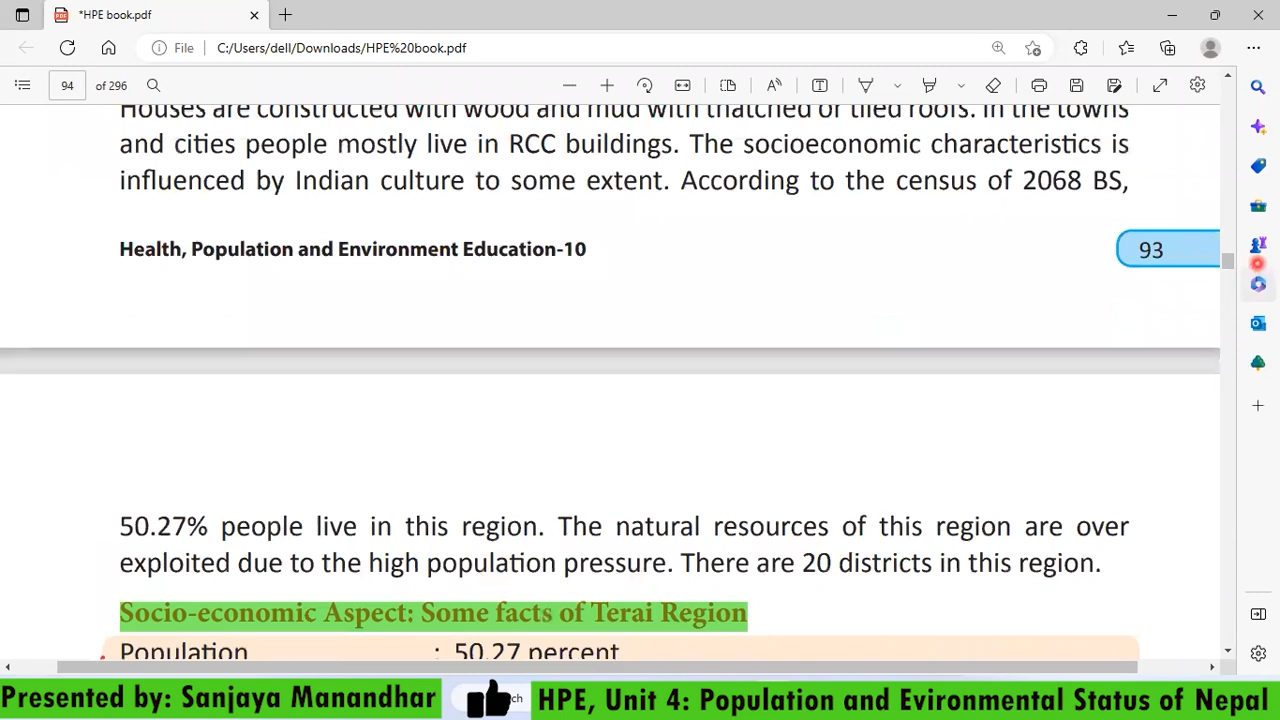 *HPE book.pdf
File C:/Users/dell/Downloads/HPE%20book.pdf
94 of 296
Houses are constructed with wood and mud with thatched or tiled roofs. In the towns
and cities people mostly live in RCC buildings. The socioeconomic characteristics is
influenced by Indian culture to some extent. According to the census of 2068 BS,
Health, Population and Environment Education-10
93
50.27% people live in this region. The natural resources of this region are over
exploited due to the high population pressure. There are 20 districts in this region.
Socio-economic Aspect: Some facts of Terai Region
Population : 50.27 percent
Presented by: Sanjaya Manandhar
HPE, Unit 4: Population and Evironmental Status of Nepal